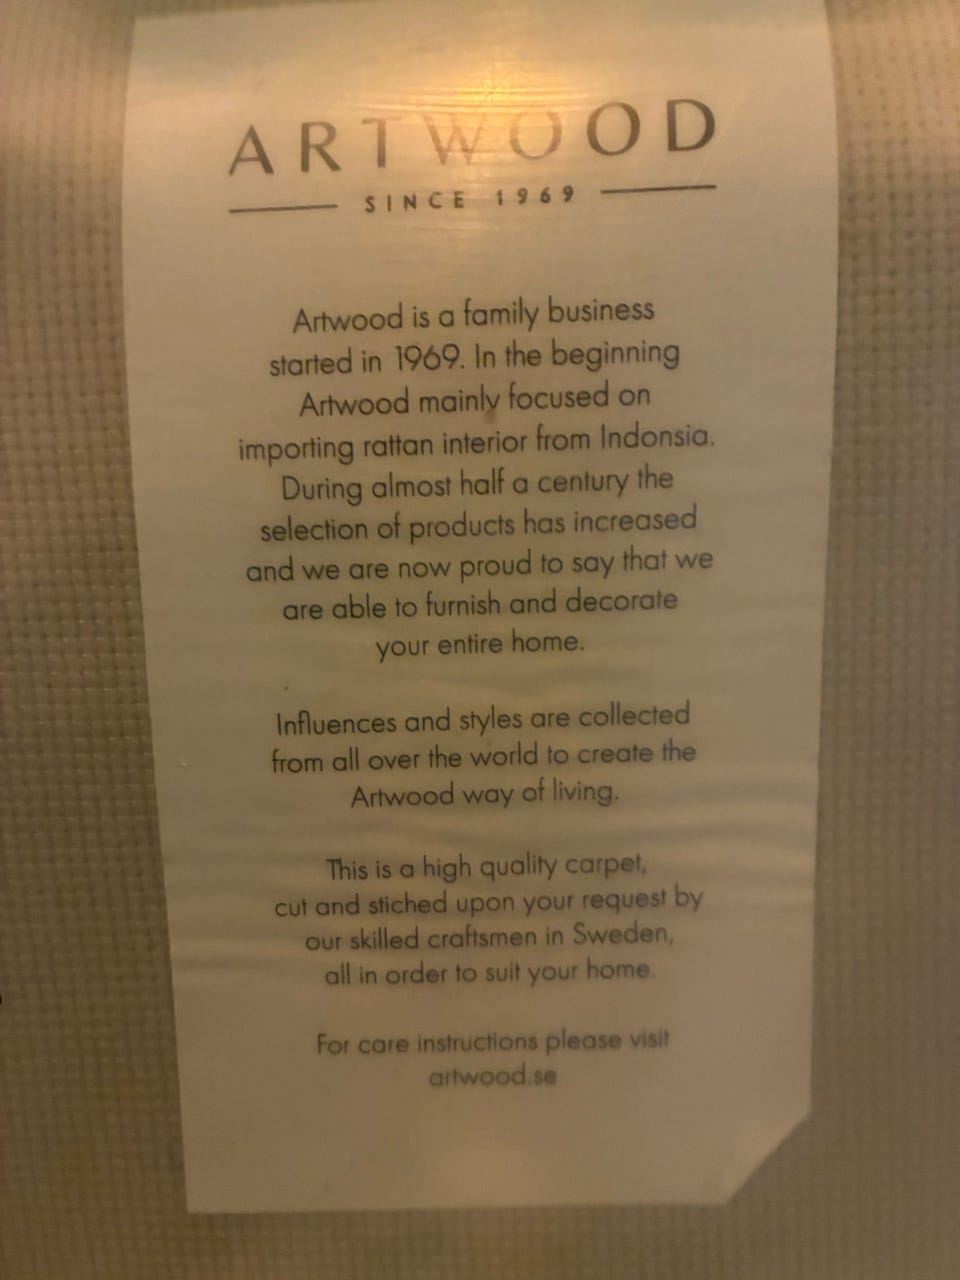 ARTWOOD
SINCE 1969
Artwood is a family business
started in 1969. In the beginning
Artwood mainly focused on
importing rattan interior from Indonsia.
During almost half a century the
selection of products has increased
and we are now proud to say that we
are able to furnish and decorate
your entire home.
Influences and styles are collected
from all over the world to create the
Artwood way of living.
This is a high quality carpet,
cut and stiched upon your request by
our skilled craftsmen in Sweden,
all in order to suit your home.
For care instructions please visit
artwood.se